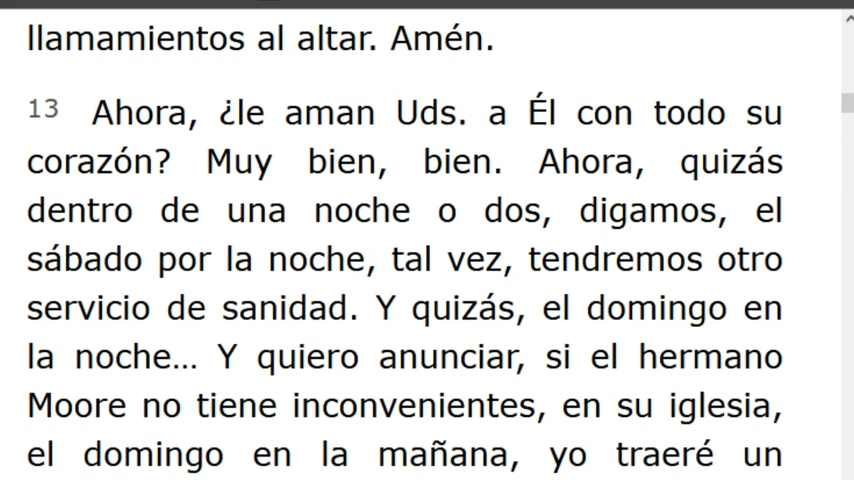 llamamientos al altar. Amén.
13 Ahora, ¿le aman Uds. a Él con todo su
corazón? Muy bien, bien. Ahora, quizás
dentro de una noche o dos, digamos, el
sábado por la noche, tal vez, tendremos otro
servicio de sanidad. Y quizás, el domingo en
la noche... Y quiero anunciar, si el hermano
Moore no tiene inconvenientes, en su iglesia,
el domingo en la mañana, yo traeré un